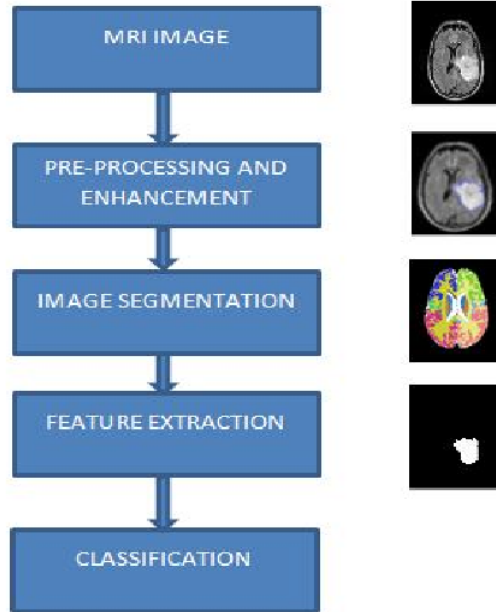 MRI IMAGE
PRE-PROCESSING AND
ENHANCEMENT
IMAGE SEGMENTATION
FEATURE EXTRACTION
CLASSIFICATION